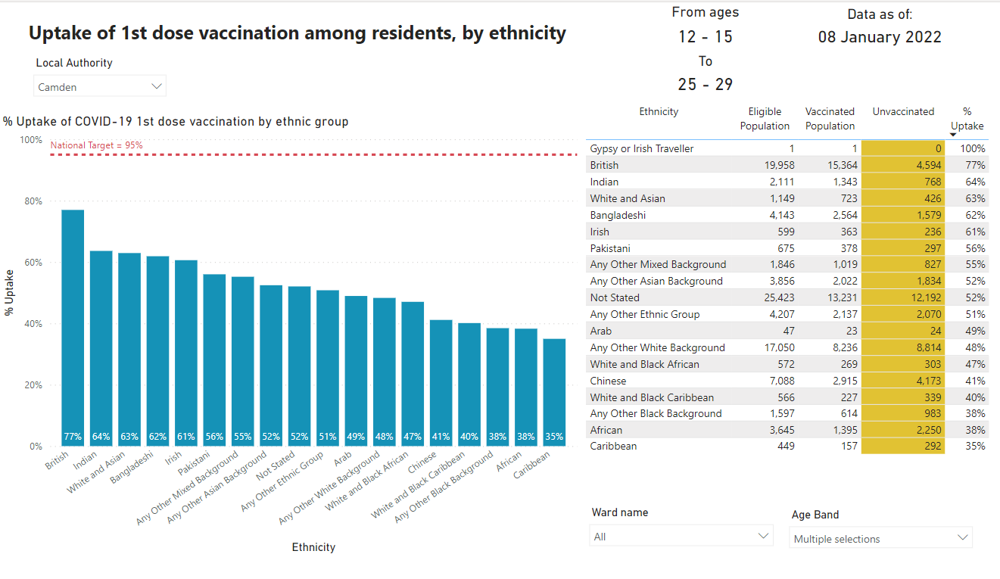 Uptake of 1st dose vaccination among residents, by ethnicity
From ages
12 - 15
To
25 - 29
Data as of:
08 January 2022
Local Authority
Camden
% Uptake of COVID-19 1st dose vaccination by ethnic group
100%
National Target = 95%
80%
60%
40%
20%
0%
% Uptake
77% 64% 63% 62% 61% 56% 55% 52% 52% 51% 49% 48% 47% 41% 40% 38% 38% 35%
British
Indian
White and Asian
Bangladeshi
Irish
Pakistani
Any Other Mixed Background
Any Other Asian Background
Not Stated
Any Other Ethnic Group
Arab
Any Other White Background
White and Black African
Chinese
White and Black Caribbean
Any Other Black Background
African
Caribbean
Ethnicity
Ethnicity Eligible Population Vaccinated Population Unvaccinated % Uptake
Gypsy or Irish Traveller 1 1 0 100%
British 19,958 15,364 4,594 77%
Indian 2,111 1,343 768 64%
White and Asian 1,149 723 426 63%
Bangladeshi 4,143 2,564 1,579 62%
Irish 599 363 236 61%
Pakistani 675 378 297 56%
Any Other Mixed Background 1,846 1,019 827 55%
Any Other Asian Background 3,856 2,022 1,834 52%
Not Stated 25,423 13,231 12,192 52%
Any Other Ethnic Group 4,207 2,137 2,070 51%
Arab 47 23 24 49%
Any Other White Background 17,050 8,236 8,814 48%
White and Black African 572 269 303 47%
Chinese 7,088 2,915 4,173 41%
White and Black Caribbean 566 227 339 40%
Any Other Black Background 1,597 614 983 38%
African 3,645 1,395 2,250 38%
Caribbean 449 157 292 35%
Ward name
All
Age Band
Multiple selections